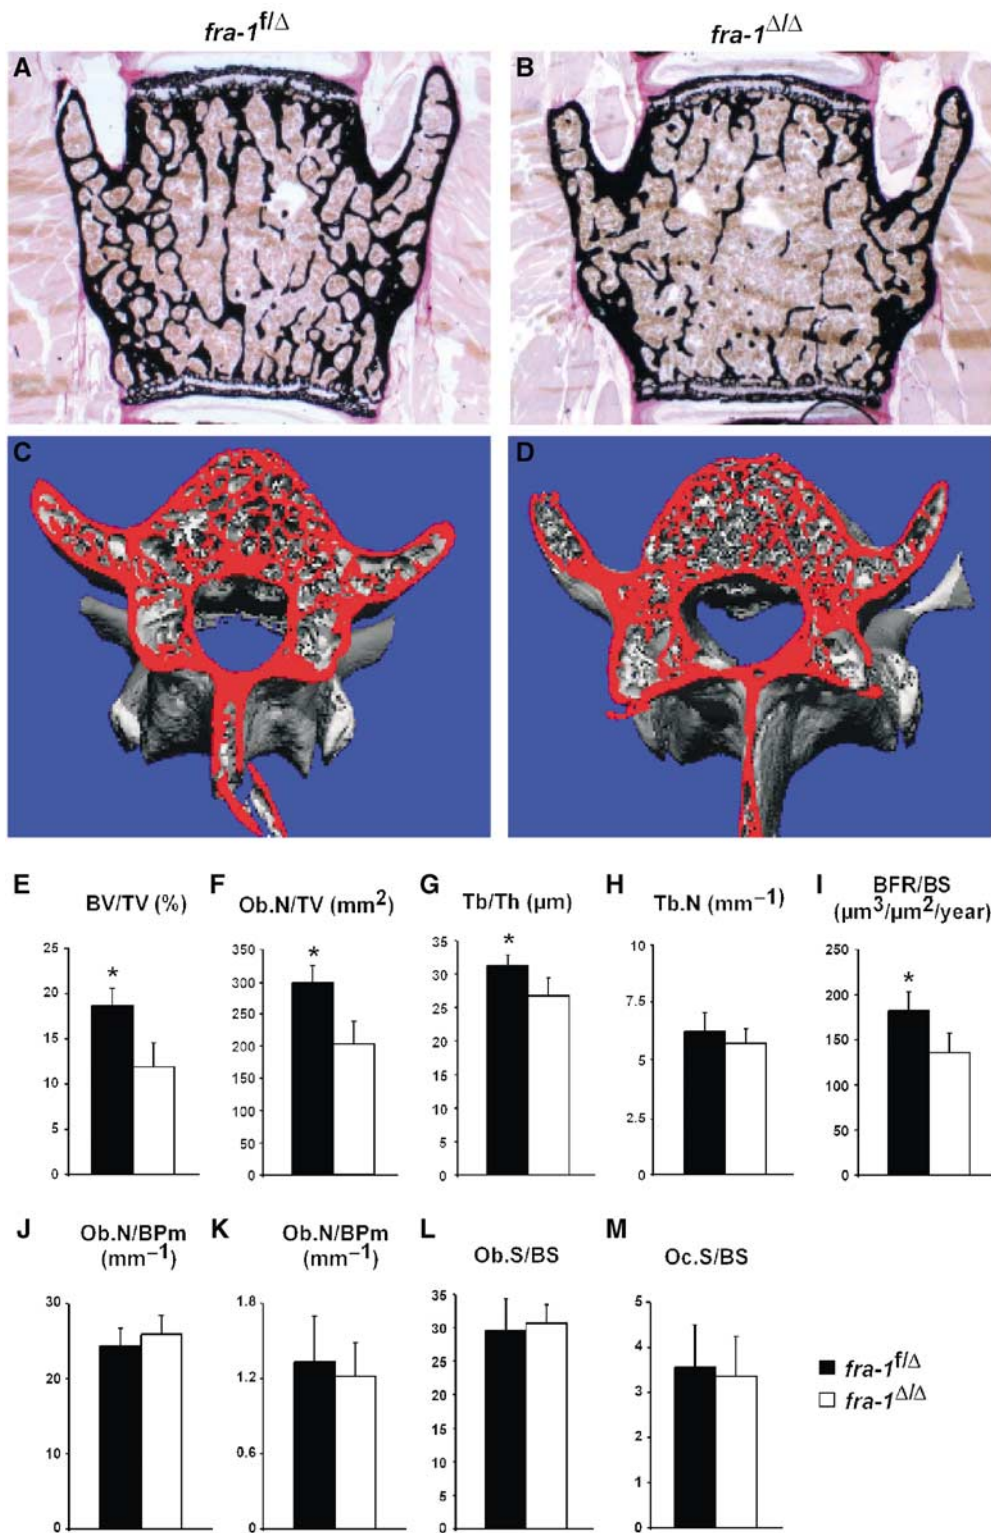 fra-1f/Δ
fra-1Δ/Δ
A
B
C
D
E
BV/TV (%)
25
20
15
10
5
0
*
F
Ob.N/TV (mm2)
350
300
250
200
150
100
50
0
*
G
Tb/Th (μm)
35
30
25
20
25
10
5
0
*
H
Tb.N (mm−1)
10
7.5
5
2.5
0
I
BFR/BS
(μm3/μm2/year)
250
200
150
100
50
0
*
J
Ob.N/BPm
(mm−1)
30
20
10
0
K
Ob.N/BPm
(mm−1)
1.8
1.2
0.6
0
L
Ob.S/BS
35
30
25
20
15
10
5
0
M
Oc.S/BS
5
4
3
2
1
0
fra-1f/Δ
fra-1Δ/Δ